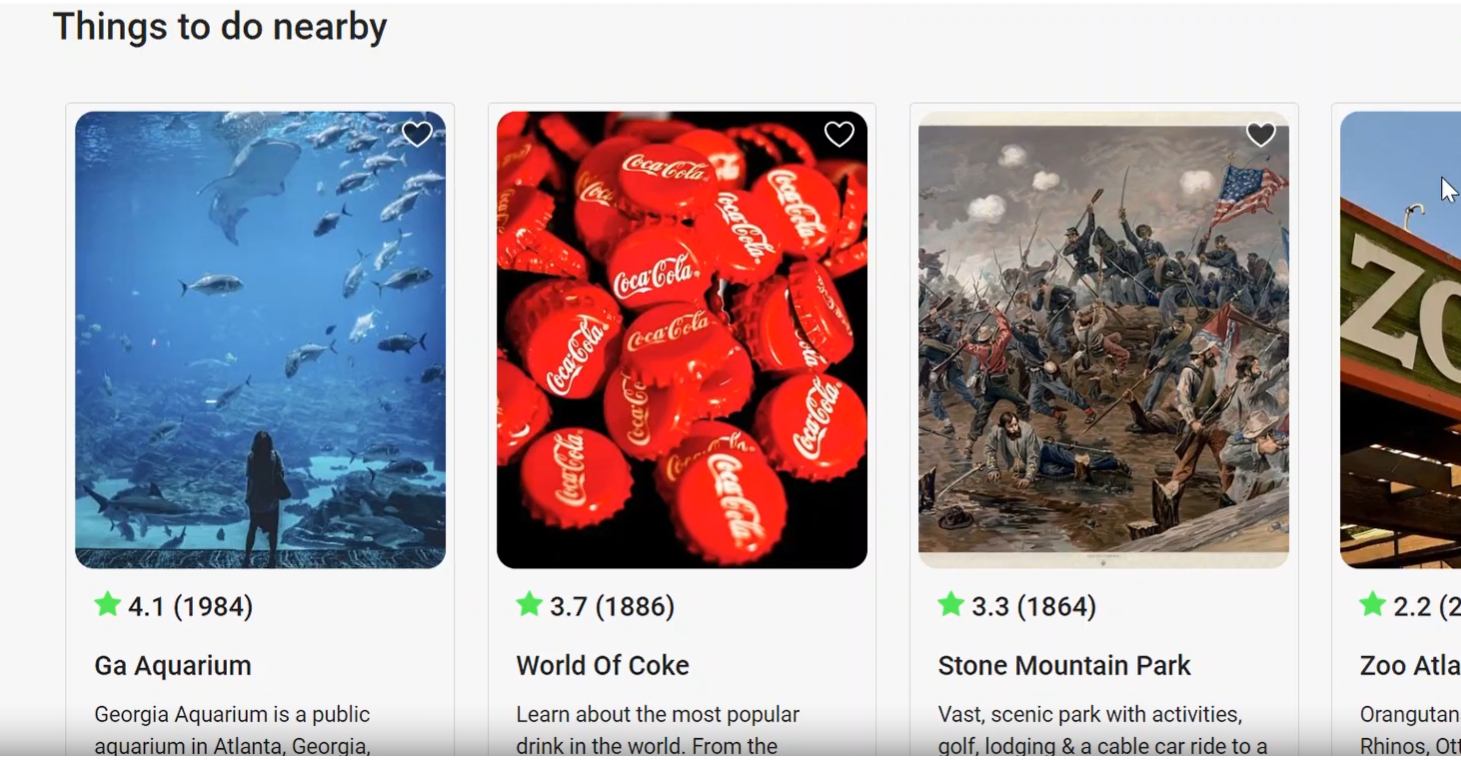 Things to do nearby
Coca-Cola
Coca-Cola
Coca-Cola
Coca-Cola
Coca-Cola
Coca-Cola
Coca-Cola
Coca-Cola
Coca-Cola
ZO
4.1 (1984)
Ga Aquarium
Georgia Aquarium is a public
aquarium in Atlanta, Georgia,
3.7 (1886)
World Of Coke
Learn about the most popular
drink in the world. From the
3.3 (1864)
Stone Mountain Park
Vast, scenic park with activities,
golf, lodging & a cable car ride to a
2.2 (2
Zoo Atla
Orangutan
Rhinos, Ott